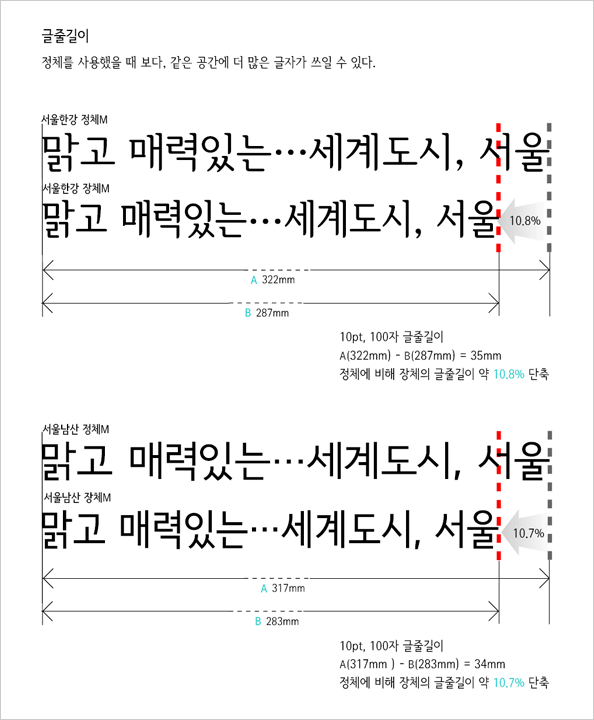 글줄길이
정체를 사용했을 때 보다, 같은 공간에 더 많은 글자가 쓰일 수 있다.
서울한강 정체M
맑고 매력있는…세계도시, 서울
서울한강 장체M
맑고 매력있는…세계도시, 서울
10.8%
A 322mm
B 287mm
10pt, 100자 글줄길이
A(322mm) - B(287mm) = 35mm
정체에 비해 장체의 글줄길이 약 10.8% 단축
서울남산 정체M
맑고 매력있는…세계도시, 서울
서울남산 장체M
맑고 매력있는…세계도시, 서울
10.7%
A 317mm
B 283mm
10pt, 100자 글줄길이
A(317mm ) - B(283mm) = 34mm
정체에 비해 장체의 글줄길이 약 10.7% 단축